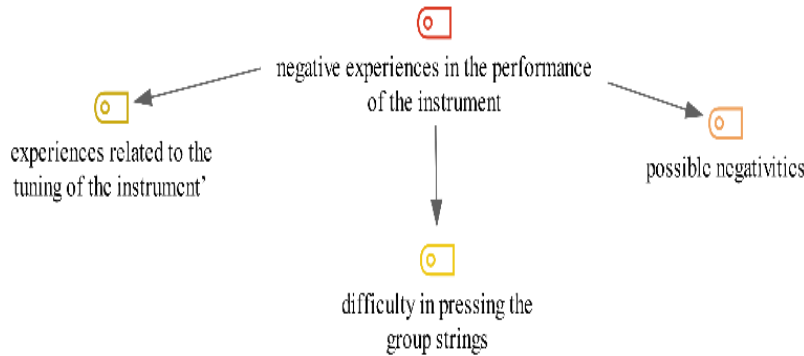 negative experiences in the performance
of the instrument
experiences related to the
tuning of the instrument’
possible negativities
difficulty in pressing the
group strings